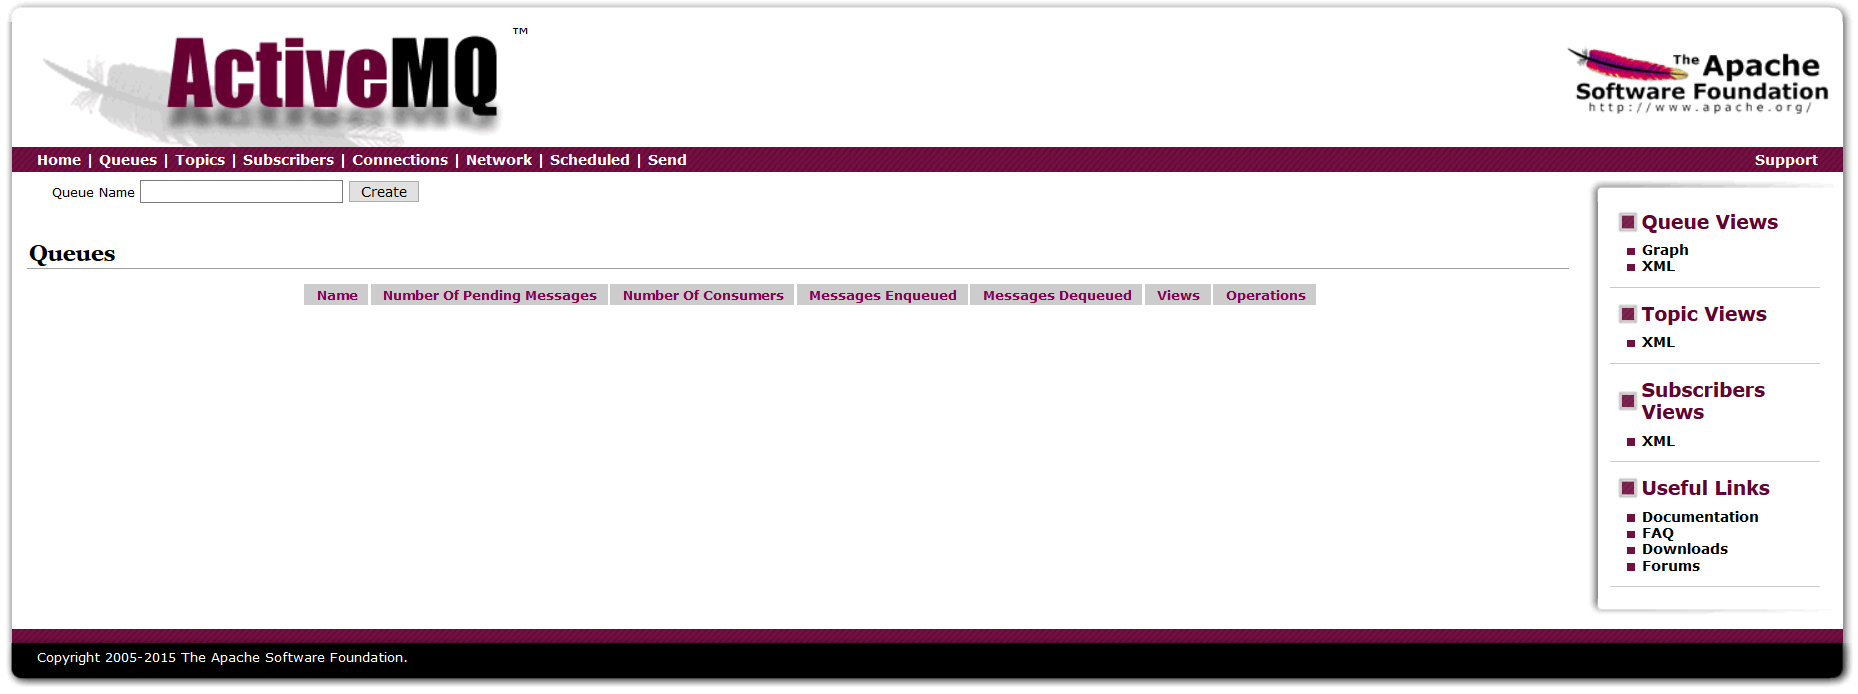 ActiveMQ ™
The Apache
Software Foundation
http://www.apache.org/
Home | Queues | Topics | Subscribers | Connections | Network | Scheduled | Send
Support
Queue Name Create
Queues
Name Number Of Pending Messages Number Of Consumers Messages Enqueued Messages Dequeued Views Operations
Queue Views
Graph
XML
Topic Views
XML
Subscribers
Views
XML
Useful Links
Documentation
FAQ
Downloads
Forums
Copyright 2005-2015 The Apache Software Foundation.